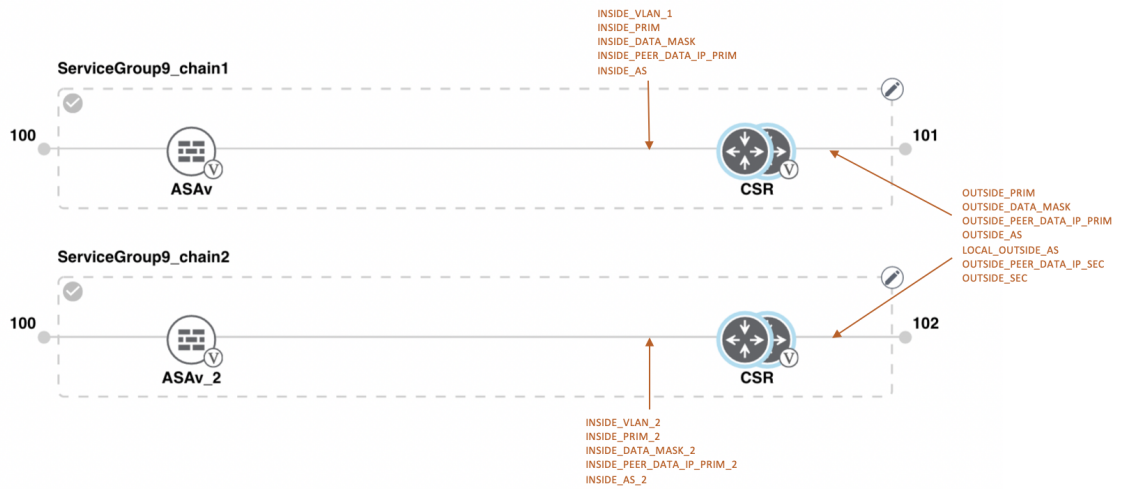 INSIDE_VLAN_1
INSIDE_PRIM
INSIDE_DATA_MASK
INSIDE_PEER_DATA_IP_PRIM
INSIDE_AS
ServiceGroup9_chain1
100
101
V
V
ASAv
CSR
OUTSIDE_PRIM
OUTSIDE_DATA_MASK
OUTSIDE_PEER_DATA_IP_PRIM
OUTSIDE_AS
LOCAL_OUTSIDE_AS
OUTSIDE_PEER_DATA_IP_SEC
OUTSIDE_SEC
ServiceGroup9_chain2
100
102
V
V
ASAv_2
CSR
INSIDE_VLAN_2
INSIDE_PRIM_2
INSIDE_DATA_MASK_2
INSIDE_PEER_DATA_IP_PRIM_2
INSIDE_AS_2